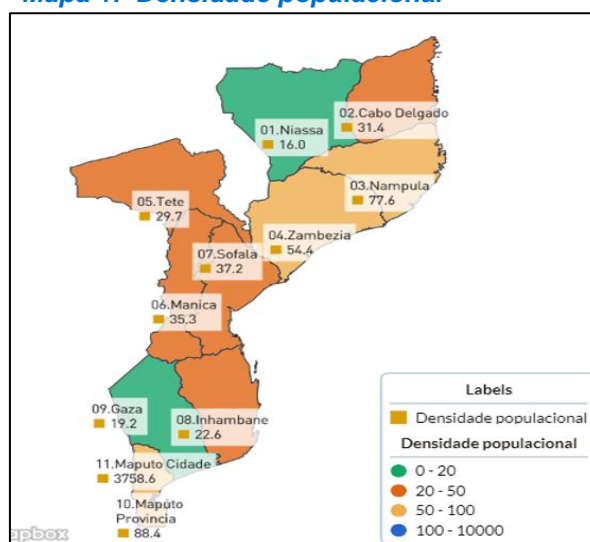 Mapa 1. Densidade populacional
01.Niassa
16.0
02.Cabo Delgado
31.4
03.Nampula
77.6
04.Zambezia
54.4
05.Tete
29.7
07.Sofala
37.2
06.Manica
35.3
09.Gaza
19.2
08.Inhambane
22.6
11.Maputo Cidade
3758.6
10.Maputo
Provincia
88.4
Labels
Densidade populacional
Densidade populacional
0 - 20
20 - 50
50 - 100
100 - 10000
apbox